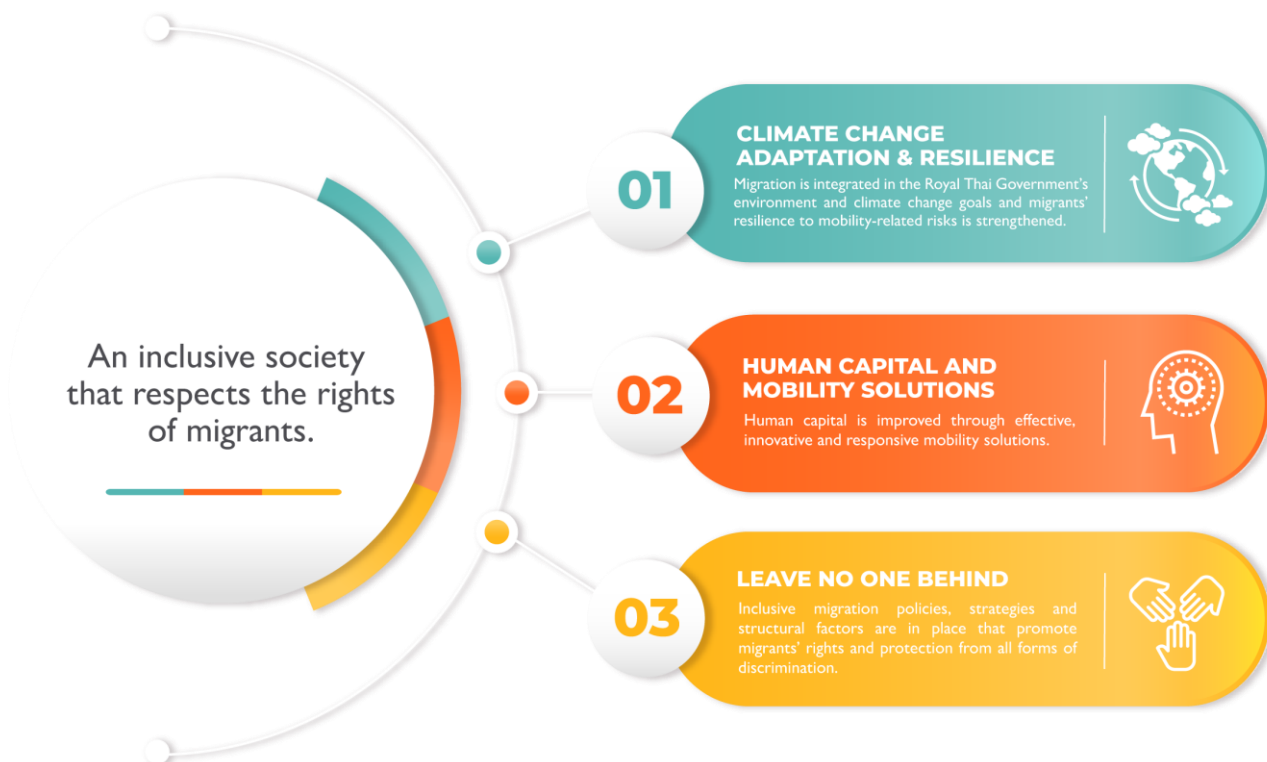 An inclusive society
that respects the rights
of migrants.
01
CLIMATE CHANGE
ADAPTATION & RESILIENCE
Migration is integrated in the Royal Thai Government's
environment and climate change goals and migrants'
resilience to mobility-related risks is strengthened.
02
HUMAN CAPITAL AND
MOBILITY SOLUTIONS
Human capital is improved through effective,
innovative and responsive mobility solutions.
03
LEAVE NO ONE BEHIND
Inclusive migration policies, strategies and
structural factors are in place that promote
migrants' rights and protection from all forms of
discrimination.